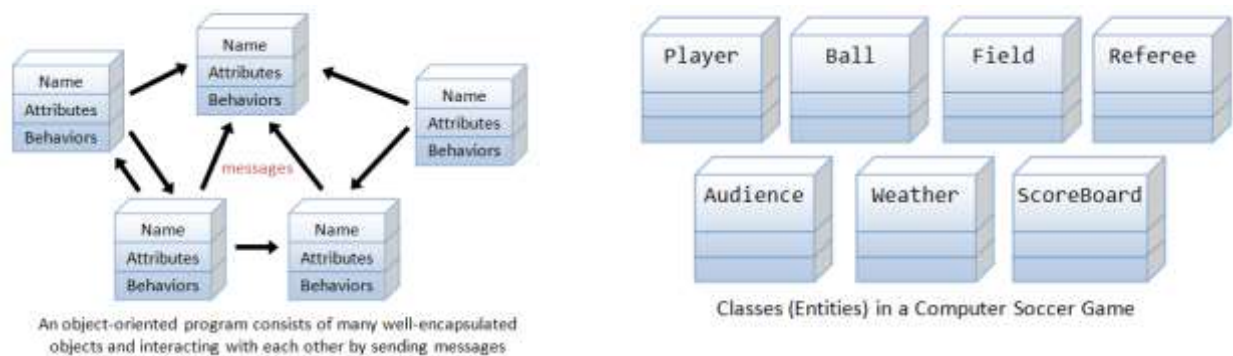 Name
Attributes
Behaviors
Name
Attributes
Behaviors
Name
Attributes
Behaviors
messages
Name
Attributes
Behaviors
Name
Attributes
Behaviors
An object-oriented program consists of many well-encapsulated
objects and interacting with each other by sending messages
Player
Ball
Field
Referee
Audience
Weather
ScoreBoard
Classes (Entities) in a Computer Soccer Game